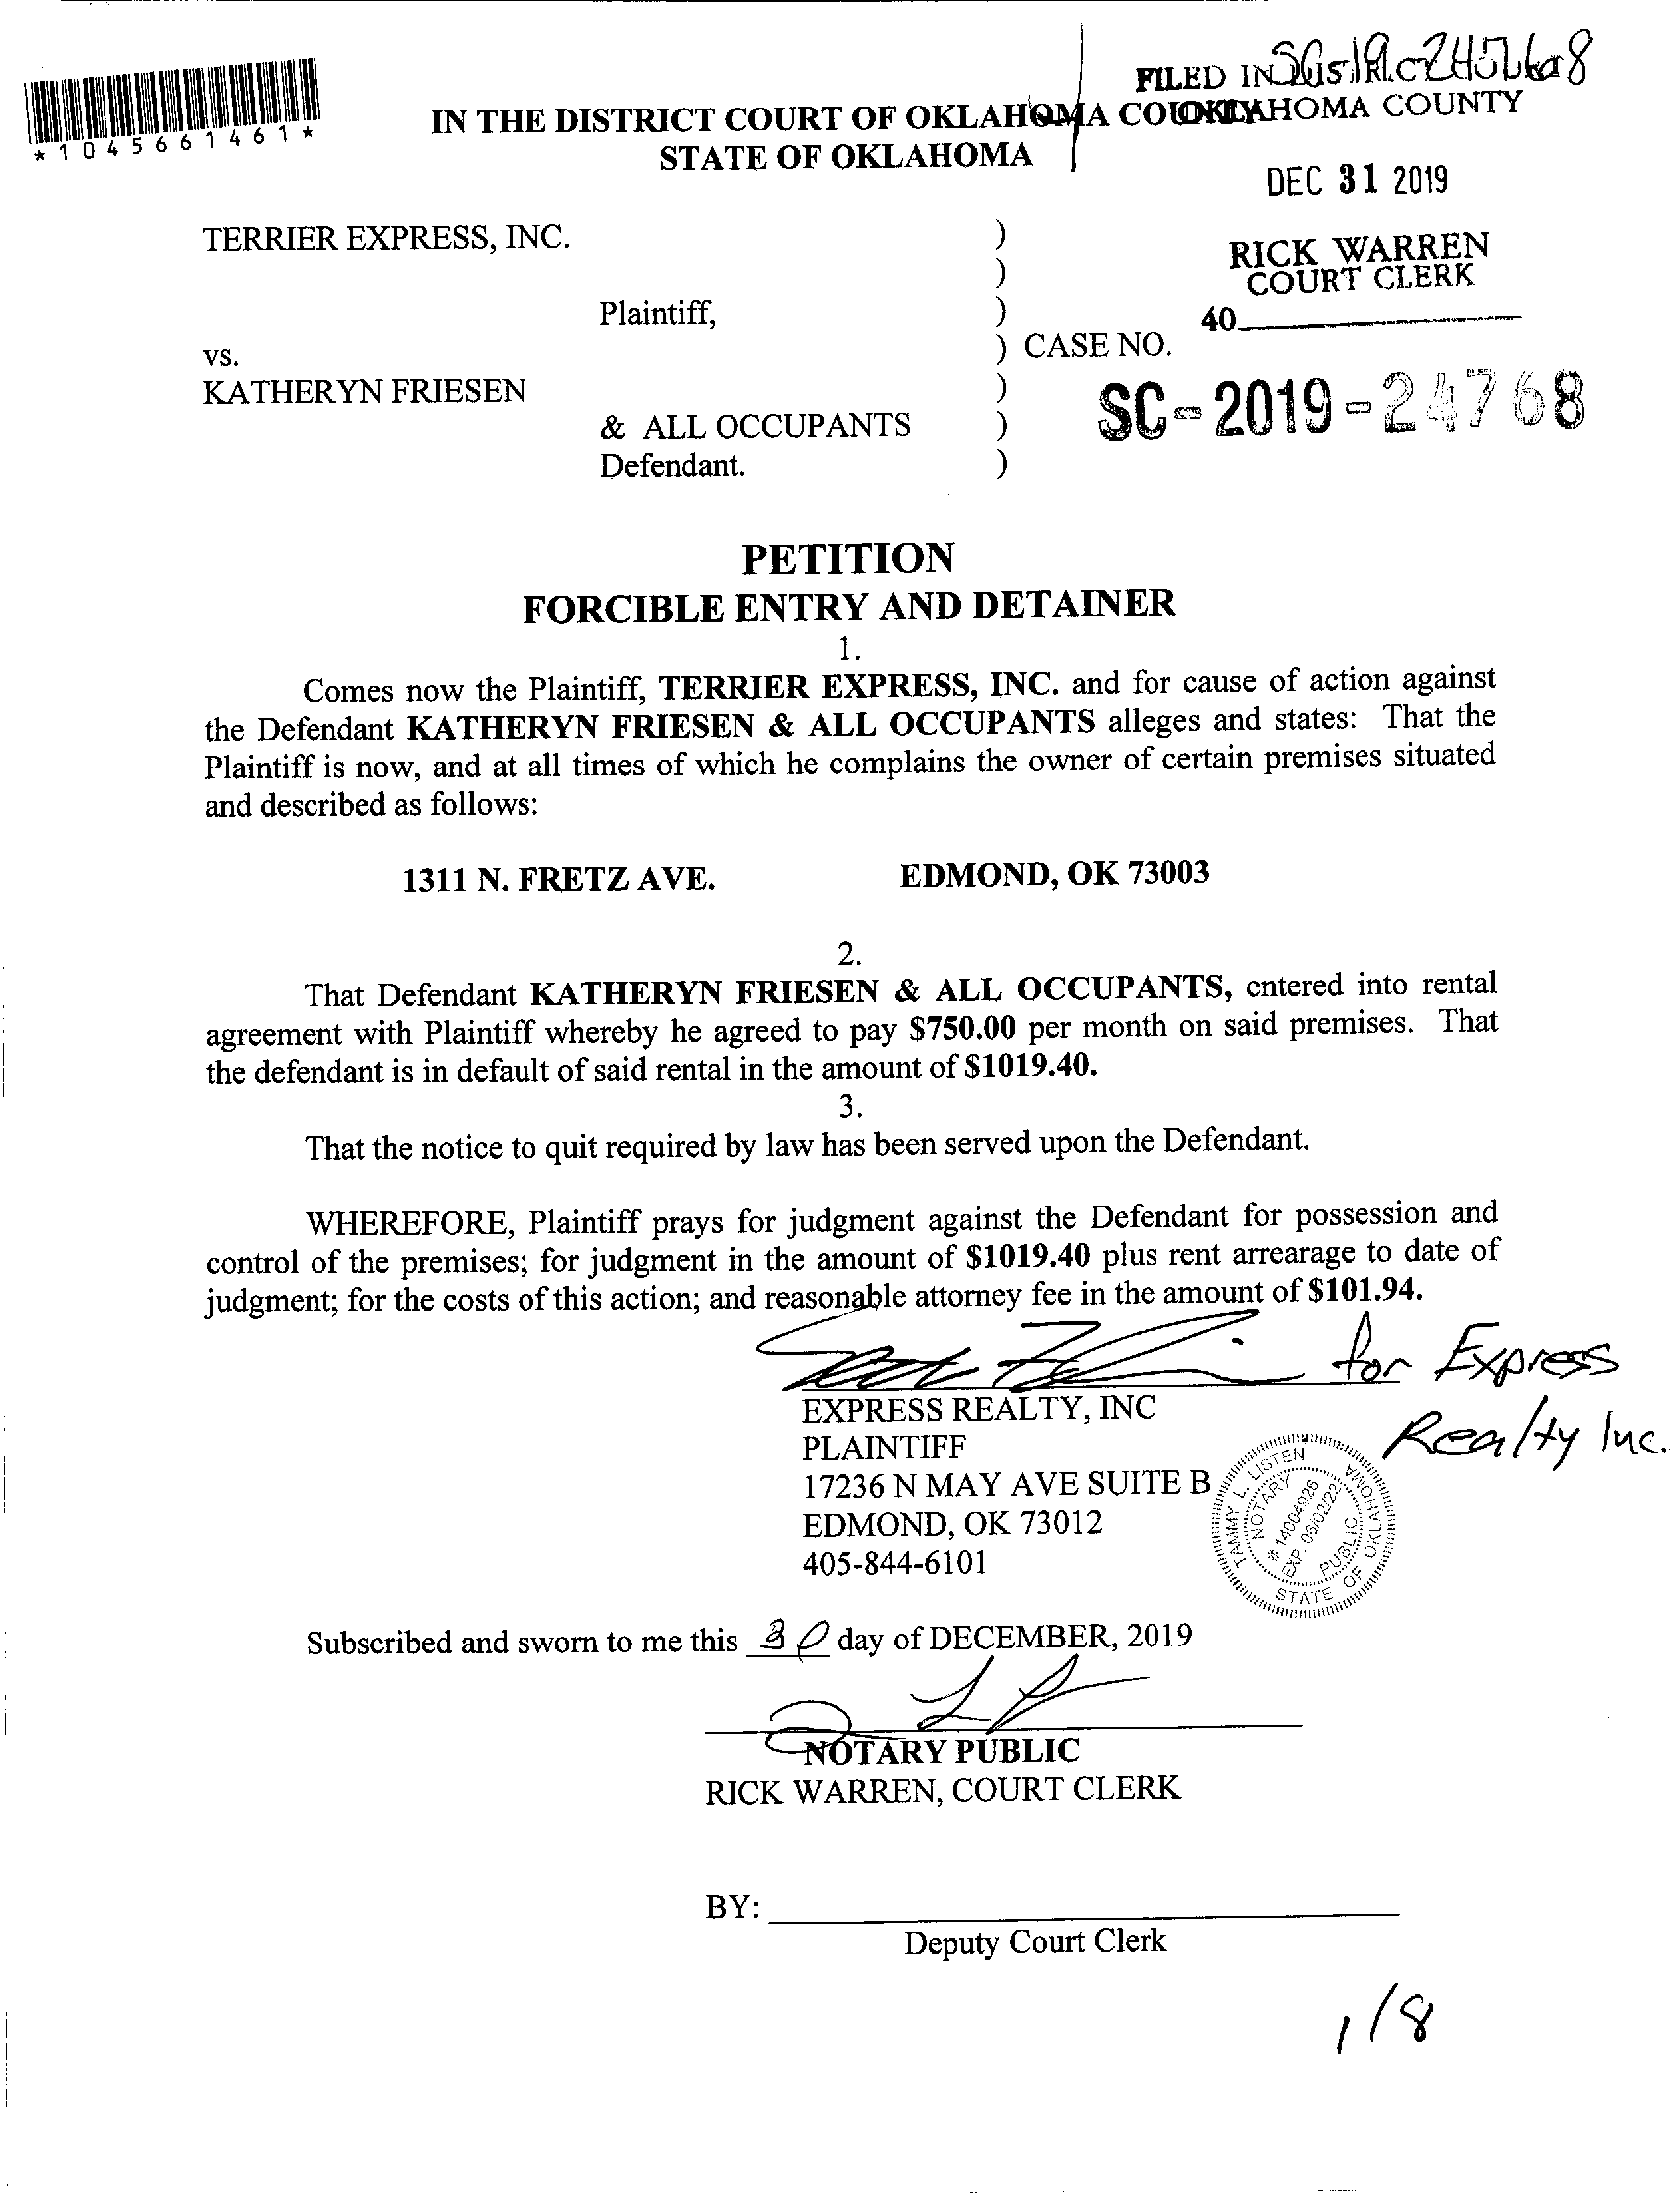 *1045661461*
FILED IN
IN THE DISTRICT COURT OF OKLAHOMA COUNTY
OKLAHOMA COUNTY
STATE OF OKLAHOMA
DEC 31 2019
TERRIER EXPRESS, INC. )
)
RICK WARREN
COURT CLERK
Plaintiff, )
40
vs. ) CASE NO.
KATHERYN FRIESEN )
SC-2019-24768
& ALL OCCUPANTS )
Defendant. )
PETITION
FORCIBLE ENTRY AND DETAINER
1.
Comes now the Plaintiff, TERRIER EXPRESS, INC. and for cause of action against
the Defendant KATHERYN FRIESEN & ALL OCCUPANTS alleges and states: That the
Plaintiff is now, and at all times of which he complains the owner of certain premises situated
and described as follows:
1311 N. FRETZ AVE. EDMOND, OK 73003
2.
That Defendant KATHERYN FRIESEN & ALL OCCUPANTS, entered into rental
agreement with Plaintiff whereby he agreed to pay $750.00 per month on said premises. That
the defendant is in default of said rental in the amount of $1019.40.
3.
That the notice to quit required by law has been served upon the Defendant.
WHEREFORE, Plaintiff prays for judgment against the Defendant for possession and
control of the premises; for judgment in the amount of $1019.40 plus rent arrearage to date of
judgment; for the costs of this action; and reasonable attorney fee in the amount of $101.94.
for Express
Realty Inc.
EXPRESS REALTY, INC
PLAINTIFF
17236 N MAY AVE SUITE B
EDMOND, OK 73012
405-844-6101
TAMMY L. LISTEN
NOTARY
# 14004926
EXP. 06/02/22
PUBLIC
STATE OF OKLAHOMA
Subscribed and sworn to me this 30 day of DECEMBER, 2019
NOTARY PUBLIC
RICK WARREN, COURT CLERK
BY:
Deputy Court Clerk
1/8